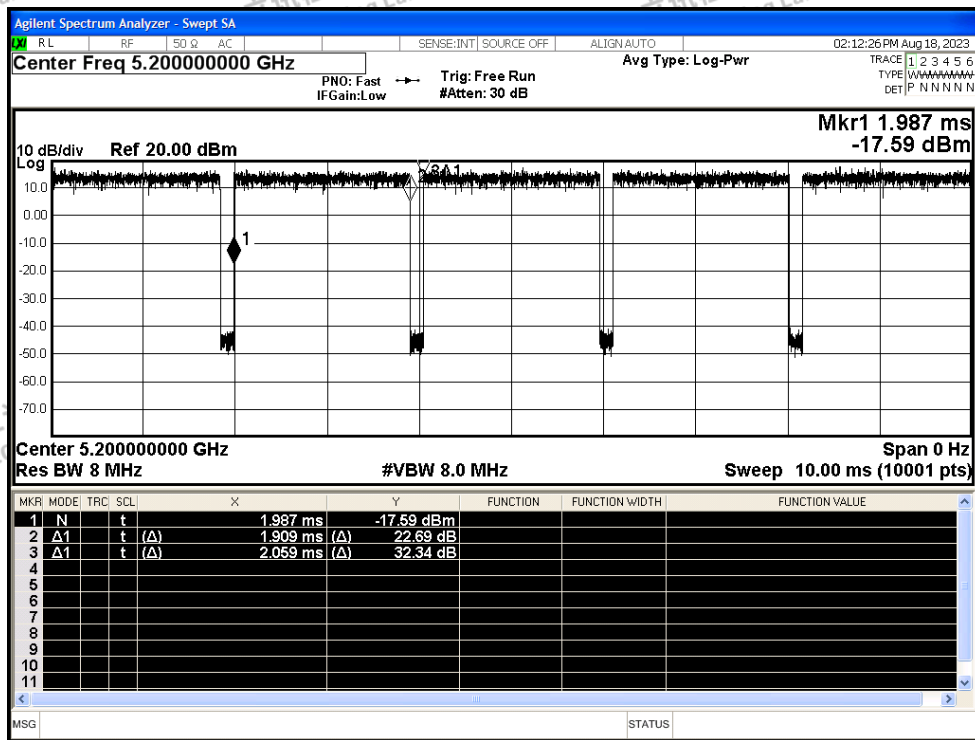 Agilent Spectrum Analyzer - Swept SA
LXI RL RF 50 Ω AC SENSE:INT SOURCE OFF ALIGN AUTO 02:12:26 PM Aug 18, 2023
Center Freq 5.200000000 GHz
Avg Type: Log-Pwr
TRACE 1 2 3 4 5 6
TYPE
DET P N N N N N
PNO: Fast Trig: Free Run
IFGain:Low #Atten: 30 dB
Mkr1 1.987 ms
-17.59 dBm
10 dB/div Ref 20.00 dBm
Log
10.0
0.00
-10.0
-20.0
-30.0
-40.0
-50.0
-60.0
-70.0
1
Center 5.200000000 GHz Span 0 Hz
Res BW 8 MHz #VBW 8.0 MHz Sweep 10.00 ms (10001 pts)
MKR MODE TRC SCL X Y FUNCTION FUNCTION WIDTH FUNCTION VALUE
1 N t 1.987 ms -17.59 dBm
2 Δ1 t (Δ) 1.909 ms (Δ) 22.69 dB
3 Δ1 t (Δ) 2.059 ms (Δ) 32.34 dB
4
5
6
7
8
9
10
11
MSG STATUS